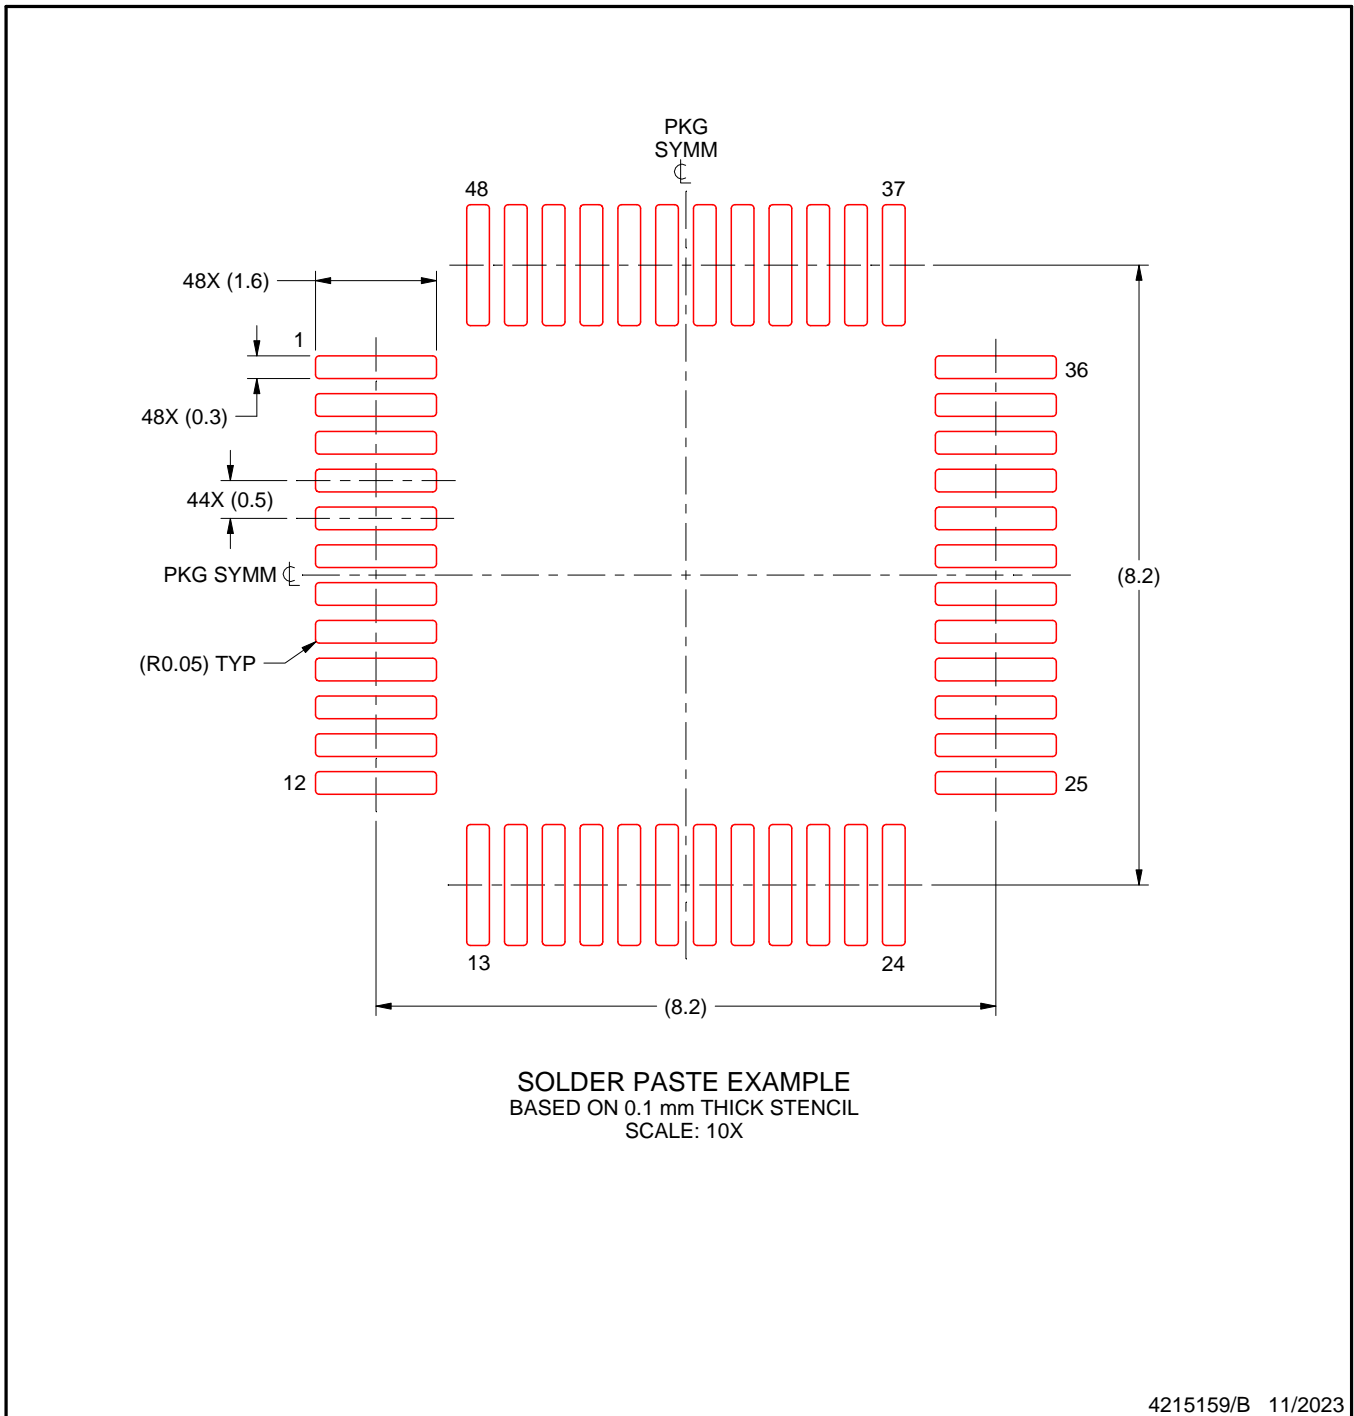 PKG
SYMM
48
37
48X (1.6)
1
36
48X (0.3)
44X (0.5)
PKG SYMM
(8.2)
(R0.05) TYP
12
25
13
24
(8.2)
SOLDER PASTE EXAMPLE
BASED ON 0.1 mm THICK STENCIL
SCALE: 10X
4215159/B 11/2023